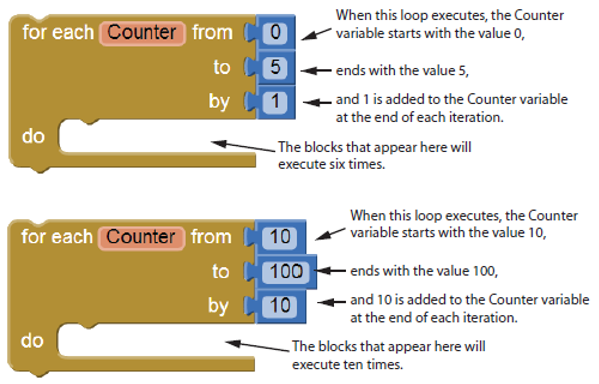 for each Counter from 0
to 5
by 1
do
When this loop executes, the Counter
variable starts with the value 0,
ends with the value 5,
and 1 is added to the Counter variable
at the end of each iteration.
The blocks that appear here will
execute six times.
for each Counter from 10
to 100
by 10
do
When this loop executes, the Counter
variable starts with the value 10,
ends with the value 100,
and 10 is added to the Counter variable
at the end of each iteration.
The blocks that appear here will
execute ten times.